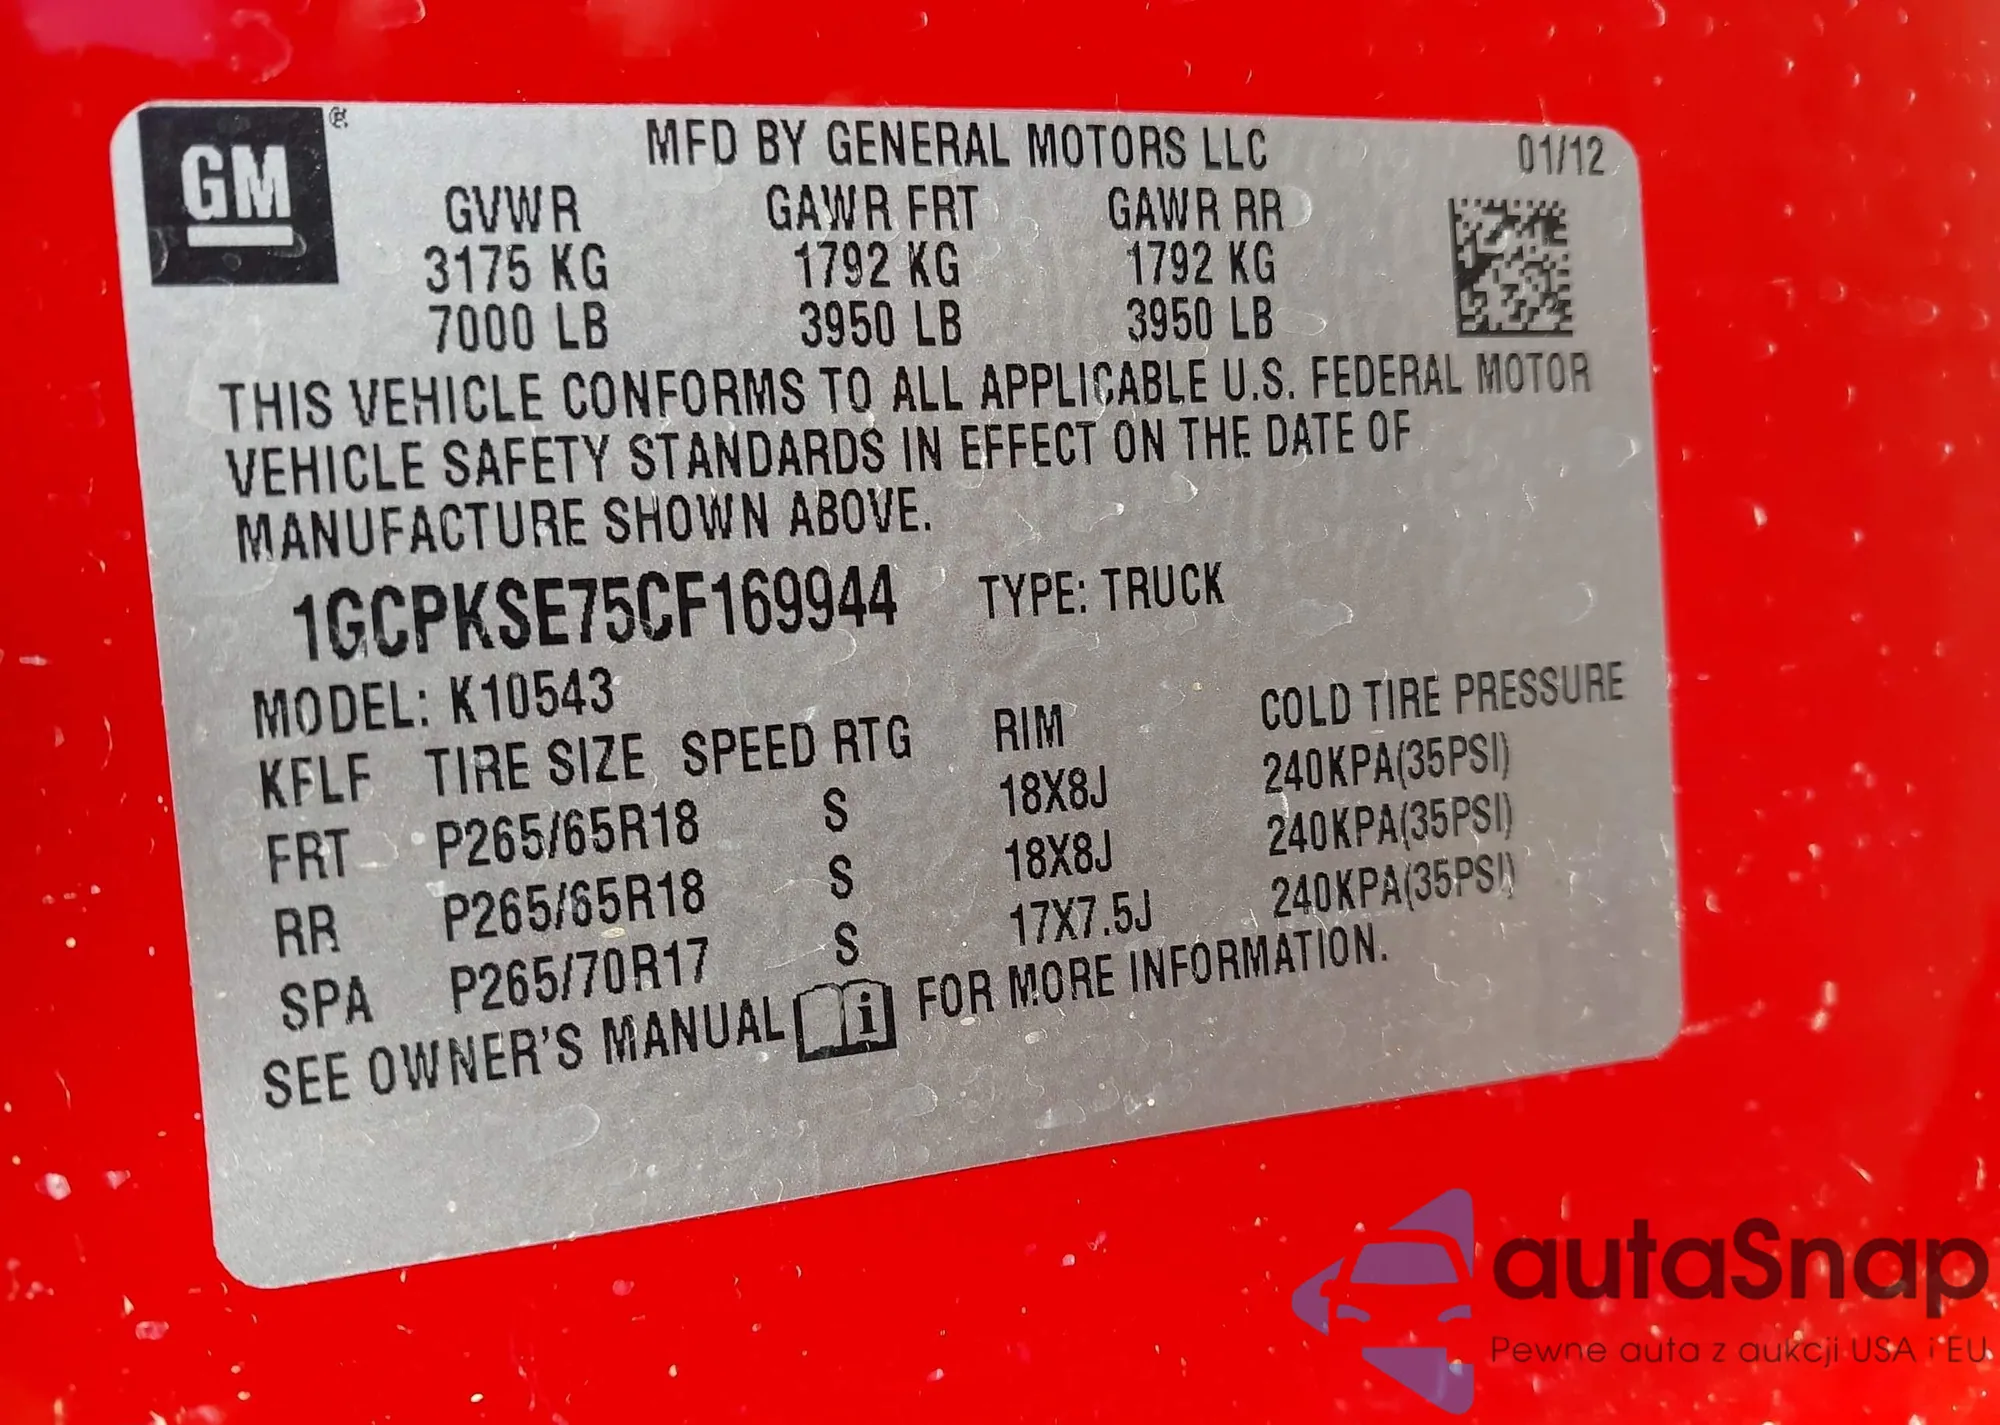 GM®
MFD BY GENERAL MOTORS LLC 01/12
GVWR GAWR FRT GAWR RR
3175 KG 1792 KG 1792 KG
7000 LB 3950 LB 3950 LB
THIS VEHICLE CONFORMS TO ALL APPLICABLE U.S. FEDERAL MOTOR
VEHICLE SAFETY STANDARDS IN EFFECT ON THE DATE OF
MANUFACTURE SHOWN ABOVE.
1GCPKSE75CF169944 TYPE: TRUCK
MODEL: K10543
KFLF TIRE SIZE SPEED RTG RIM COLD TIRE PRESSURE
FRT P265/65R18 S 18X8J 240KPA(35PSI)
RR P265/65R18 S 18X8J 240KPA(35PSI)
SPA P265/70R17 S 17X7.5J 240KPA(35PSI)
SEE OWNER'S MANUAL i FOR MORE INFORMATION.
autaSnap
Pewne auta z aukcji USA i EU